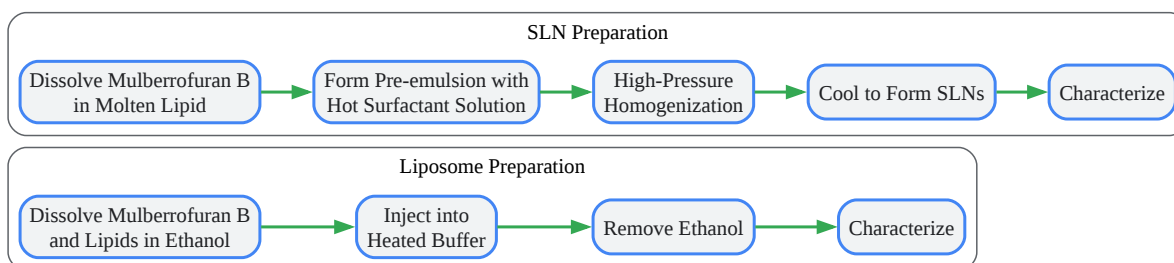 SLN Preparation
Dissolve Mulberrofuran B
in Molten Lipid
Form Pre-emulsion with
Hot Surfactant Solution
High-Pressure
Homogenization
Cool to Form SLNs
Characterize
Liposome Preparation
Dissolve Mulberrofuran B
and Lipids in Ethanol
Inject into
Heated Buffer
Remove Ethanol
Characterize